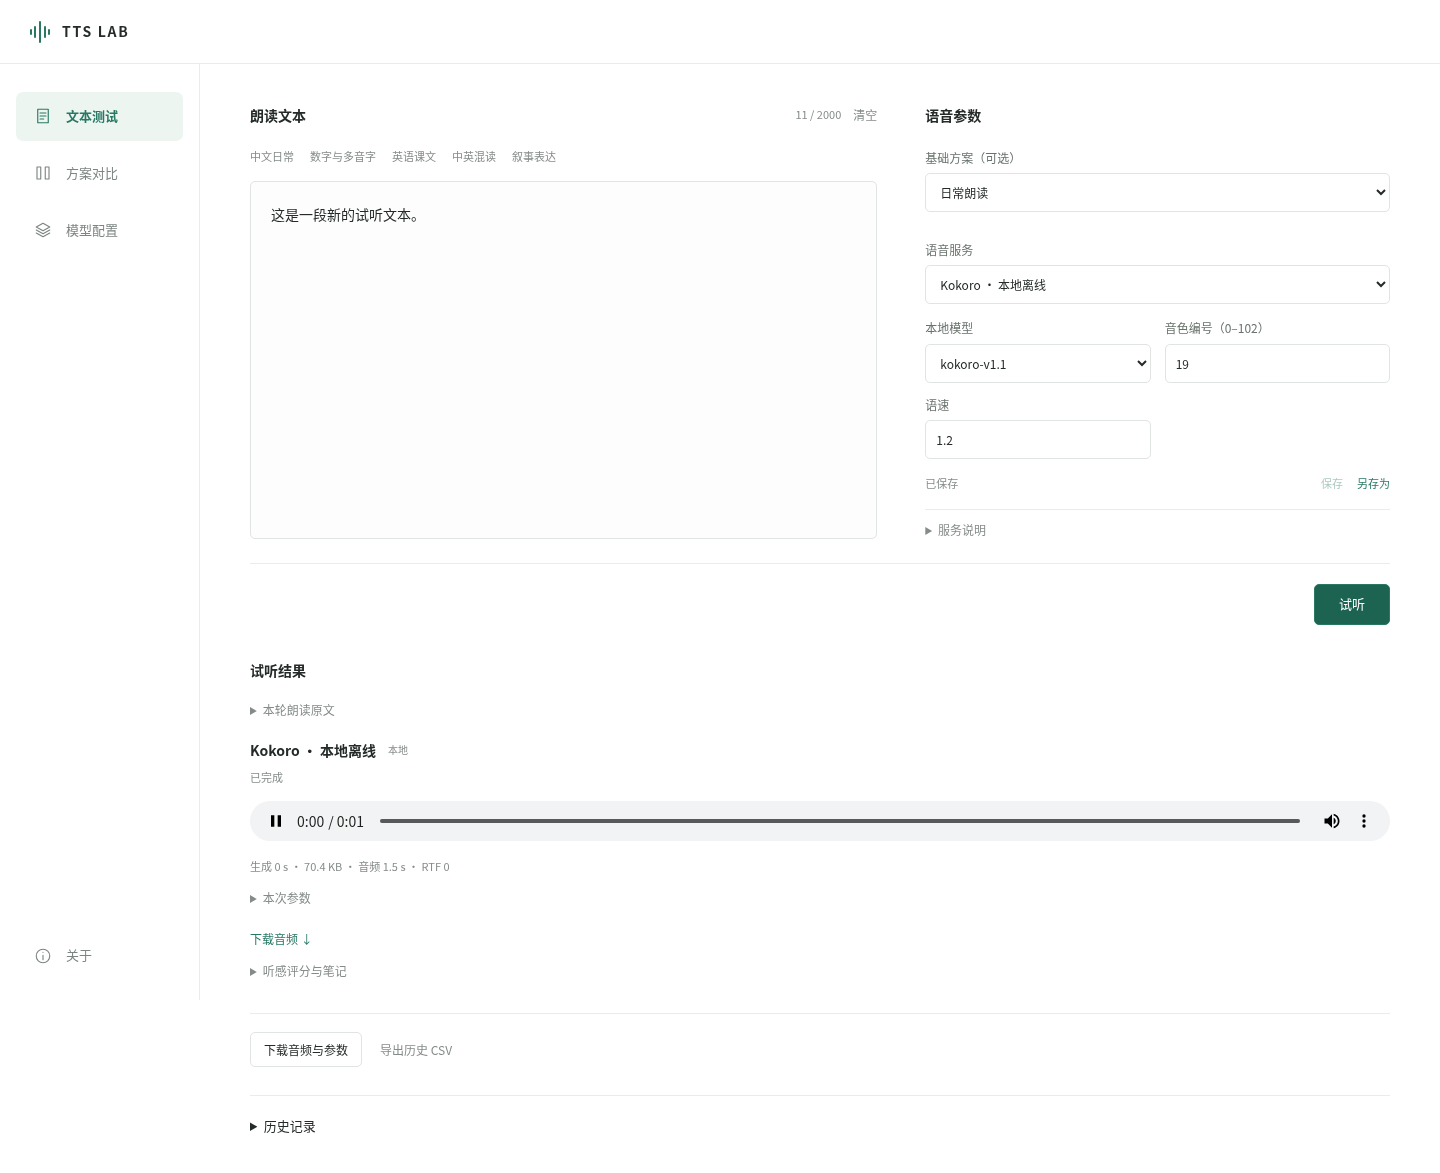 TTS LAB
文本测试
方案对比
模型配置
关于
朗读文本
11 / 2000 清空
中文日常 数字与多音字 英语课文 中英混读 叙事表达
这是一段新的试听文本。
语音参数
基础方案（可选）
日常朗读
语音服务
Kokoro · 本地离线
本地模型 音色编号（0–102）
kokoro-v1.1 19
语速
1.2
已保存 保存 另存为
▶ 服务说明
试听
试听结果
▶ 本轮朗读原文
Kokoro · 本地离线 本地
已完成
0:00 / 0:01
生成 0 s · 70.4 KB · 音频 1.5 s · RTF 0
▶ 本次参数
下载音频 ↓
▶ 听感评分与笔记
下载音频与参数 导出历史 CSV
▶ 历史记录